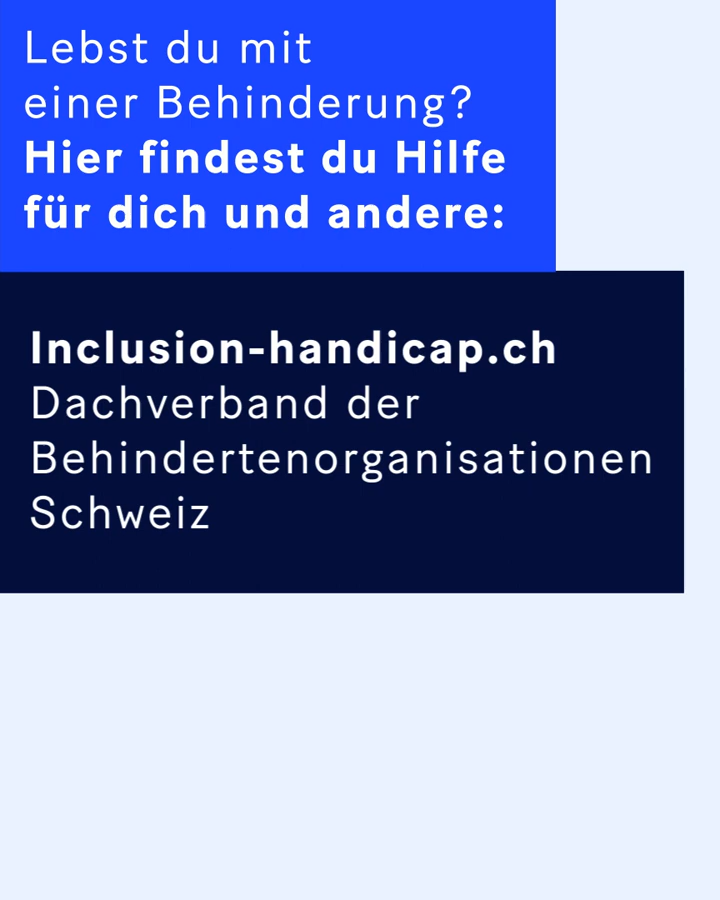 Lebst du mit
einer Behinderung?
Hier findest du Hilfe
für dich und andere:
Inclusion-handicap.ch
Dachverband der
Behindertenorganisationen
Schweiz